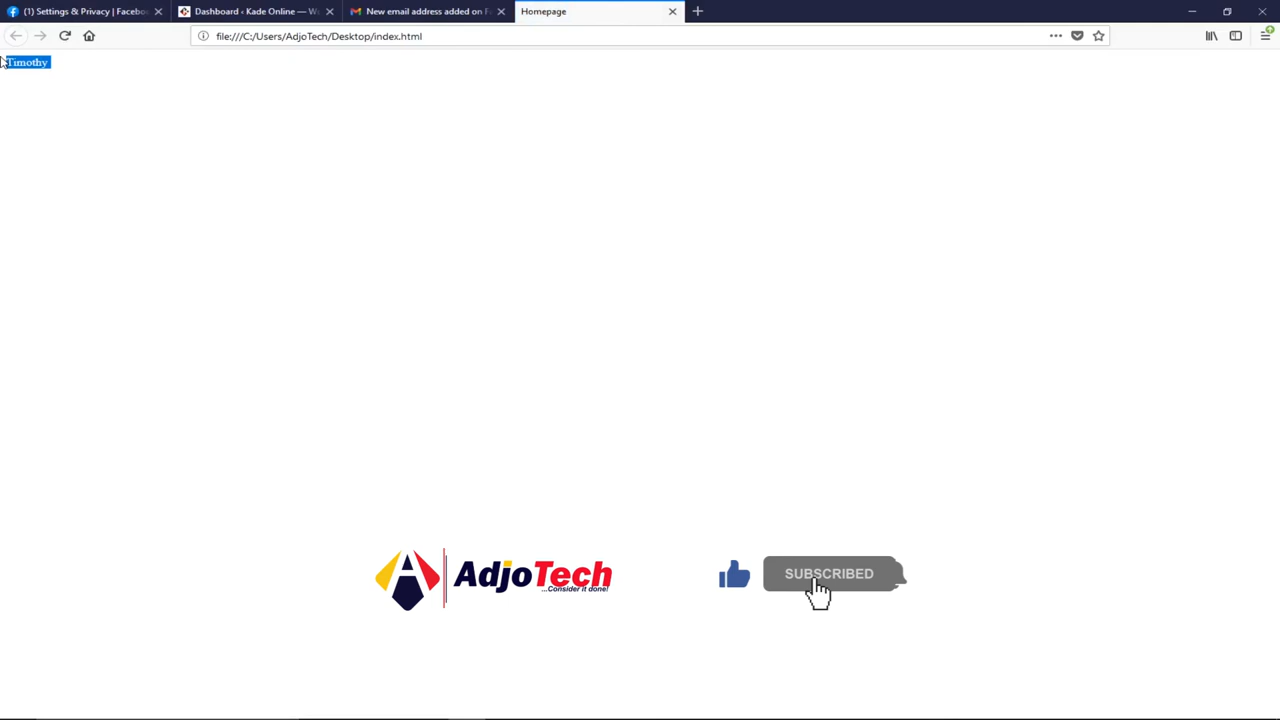 (1) Settings & Privacy | Facebo
Dashboard ‹ Kade Online — W
New email address added on F
Homepage
file:///C:/Users/AdjoTech/Desktop/index.html
Timothy
AdjoTech
...Consider it done!
SUBSCRIBED